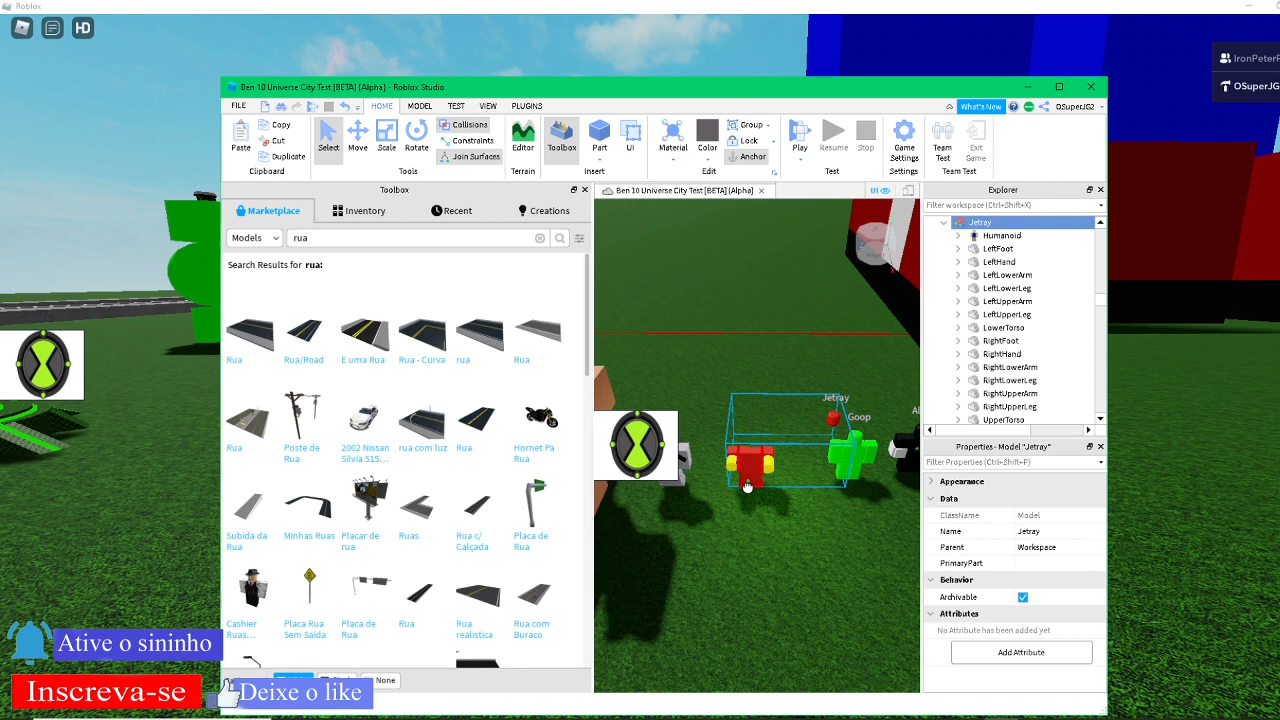 Roblox
HD
IronPeterF
OSuperJG
Ben 10 Universe City Test [BETA] (Alpha) - Roblox Studio
FILE HOME MODEL TEST VIEW PLUGINS What's New OSuperJG2
Paste Copy Cut Duplicate Clipboard
Select Move Scale Rotate Collisions Constraints Join Surfaces Tools
Editor Terrain
Toolbox Part UI Insert
Material Color Group Lock Anchor Edit
Play Resume Stop Test
Game Settings Settings
Team Test Exit Game Team Test
Toolbox
Marketplace Inventory Recent Creations
Models rua
Search Results for rua:
Rua Rua/Road E uma Rua Rua - Curva rua Rua
Rua Poste de Rua 2002 Nissan Silvia S15... rua com luz Rua Hornet Pa Rua
Subida da Rua Minhas Ruas Placar de rua Ruas Rua c/ Calçada Placa de Rua
Cashier Ruas... Placa Rua Sem Saida Placa de Rua Rua Rua realistica Rua com Buraco
None
Ben 10 Universe City Test [BETA] (Alpha)
UI
Jetray
Goop
Al
Explorer
Filter workspace (Ctrl+Shift+X)
Jetray
Humanoid
LeftFoot
LeftHand
LeftLowerArm
LeftLowerLeg
LeftUpperArm
LeftUpperLeg
LowerTorso
RightFoot
RightHand
RightLowerArm
RightLowerLeg
RightUpperArm
RightUpperLeg
UpperTorso
Properties - Model "Jetray"
Filter Properties (Ctrl+Shift+P)
Appearance
Data
ClassName Model
Name Jetray
Parent Workspace
PrimaryPart
Behavior
Archivable
Attributes
No Attribute has been added yet
Add Attribute
Ative o sininho
Inscreva-se
Deixe o like